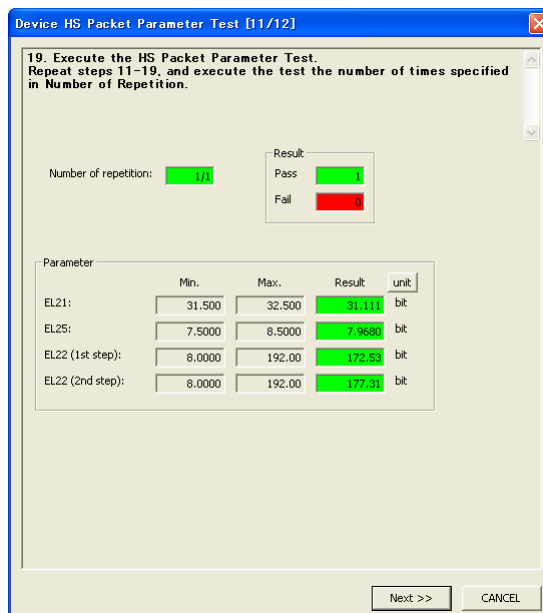 Device HS Packet Parameter Test [11/12]
19. Execute the HS Packet Parameter Test.
Repeat steps 11-19, and execute the test the number of times specified
in Number of Repetition.
Result
Number of repetition: 1/1 Pass 1
Fail 0
Parameter
Min. Max. Result unit
EL21: 31.500 32.500 31.111 bit
EL25: 7.5000 8.5000 7.9680 bit
EL22 (1st step): 8.0000 192.00 172.53 bit
EL22 (2nd step): 8.0000 192.00 177.31 bit
Next >> CANCEL